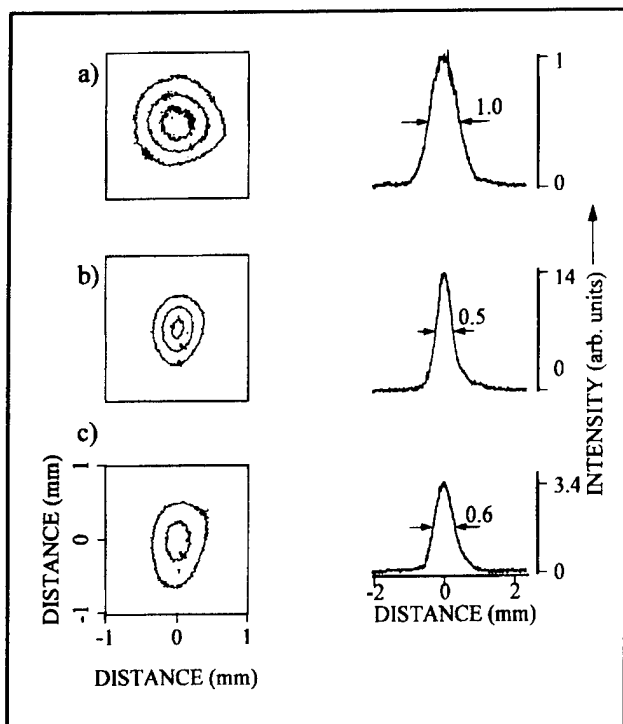 a)
1
1.0
0
b)
14
0.5
0
c)
DISTANCE (mm)
1
0
-1
-1
0
1
DISTANCE (mm)
3.4
0.6
0
-2
0
2
DISTANCE (mm)
INTENSITY (arb. units)